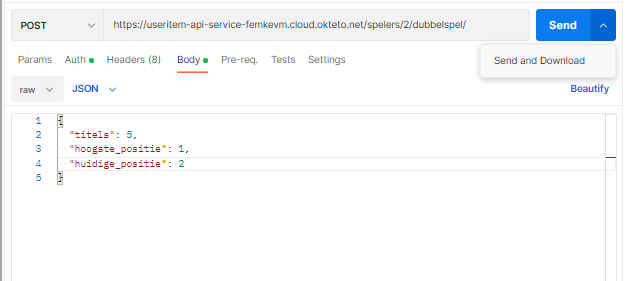 POST https://useritem-api-service-femkevm.cloud.okteto.net/spelers/2/dubbelspel/ Send
Params Auth Headers (8) Body Pre-req. Tests Settings
Send and Download
raw JSON Beautify
1 {
2 "titels": 5,
3 "hoogste_positie": 1,
4 "huidige_positie": 2
5 }